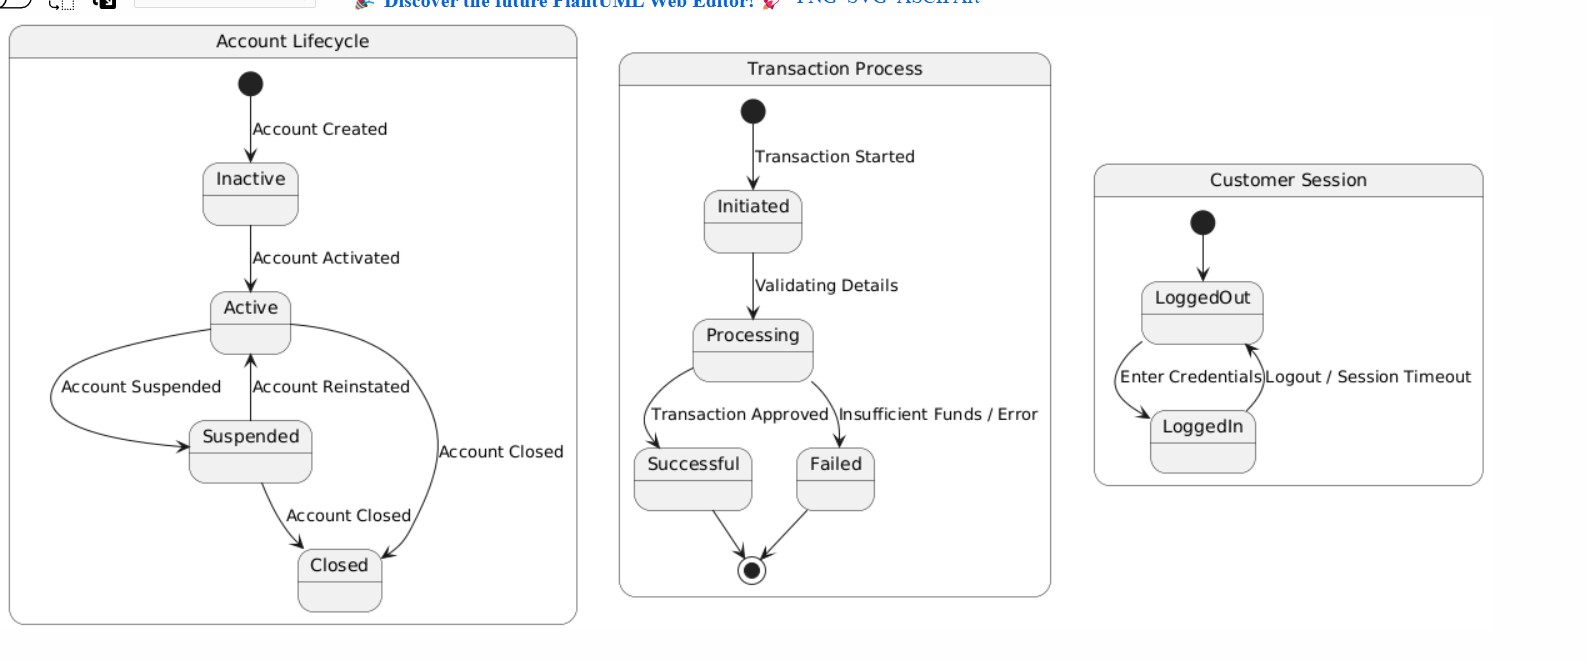 Discover the future PlantUML Web Editor!
PNG SVG ASCII Art
Account Lifecycle
Account Created
Inactive
Account Activated
Active
Account Suspended
Account Reinstated
Suspended
Account Closed
Account Closed
Closed
Transaction Process
Transaction Started
Initiated
Validating Details
Processing
Transaction Approved
Insufficient Funds / Error
Successful
Failed
Customer Session
LoggedOut
Enter Credentials
Logout / Session Timeout
LoggedIn